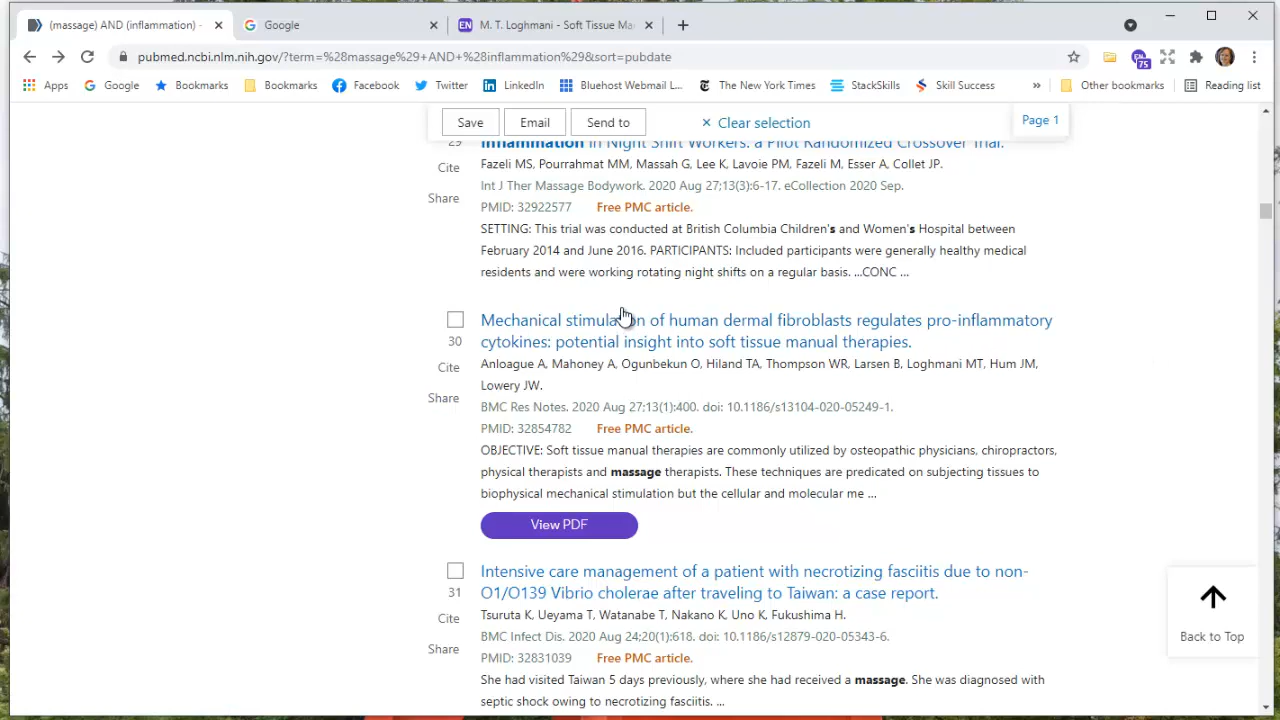 (massage) AND (inflammation) -
Google
EN M. T. Loghmani - Soft Tissue Ma
pubmed.ncbi.nlm.nih.gov/?term=%28massage%29+AND+%28inflammation%29&sort=pubdate
75
Apps Google Bookmarks Bookmarks Facebook Twitter LinkedIn Bluehost Webmail L... The New York Times StackSkills Skill Success » Other bookmarks Reading list
Save Email Send to × Clear selection Page 1
29 Inflammation in Night Shift Workers: a Pilot Randomized Crossover Trial.
Cite Fazeli MS, Pourrahmat MM, Massah G, Lee K, Lavoie PM, Fazeli M, Esser A, Collet JP.
Int J Ther Massage Bodywork. 2020 Aug 27;13(3):6-17. eCollection 2020 Sep.
Share PMID: 32922577 Free PMC article.
SETTING: This trial was conducted at British Columbia Children's and Women's Hospital between
February 2014 and June 2016. PARTICIPANTS: Included participants were generally healthy medical
residents and were working rotating night shifts on a regular basis. ...CONC ...
Mechanical stimulation of human dermal fibroblasts regulates pro-inflammatory
30 cytokines: potential insight into soft tissue manual therapies.
Cite Anloague A, Mahoney A, Ogunbekun O, Hiland TA, Thompson WR, Larsen B, Loghmani MT, Hum JM,
Lowery JW.
Share BMC Res Notes. 2020 Aug 27;13(1):400. doi: 10.1186/s13104-020-05249-1.
PMID: 32854782 Free PMC article.
OBJECTIVE: Soft tissue manual therapies are commonly utilized by osteopathic physicians, chiropractors,
physical therapists and massage therapists. These techniques are predicated on subjecting tissues to
biophysical mechanical stimulation but the cellular and molecular me ...
View PDF
Intensive care management of a patient with necrotizing fasciitis due to non-
31 O1/O139 Vibrio cholerae after traveling to Taiwan: a case report.
Cite Tsuruta K, Ueyama T, Watanabe T, Nakano K, Uno K, Fukushima H.
BMC Infect Dis. 2020 Aug 24;20(1):618. doi: 10.1186/s12879-020-05343-6.
Share PMID: 32831039 Free PMC article.
She had visited Taiwan 5 days previously, where she had received a massage. She was diagnosed with
septic shock owing to necrotizing fasciitis. ...
Back to Top